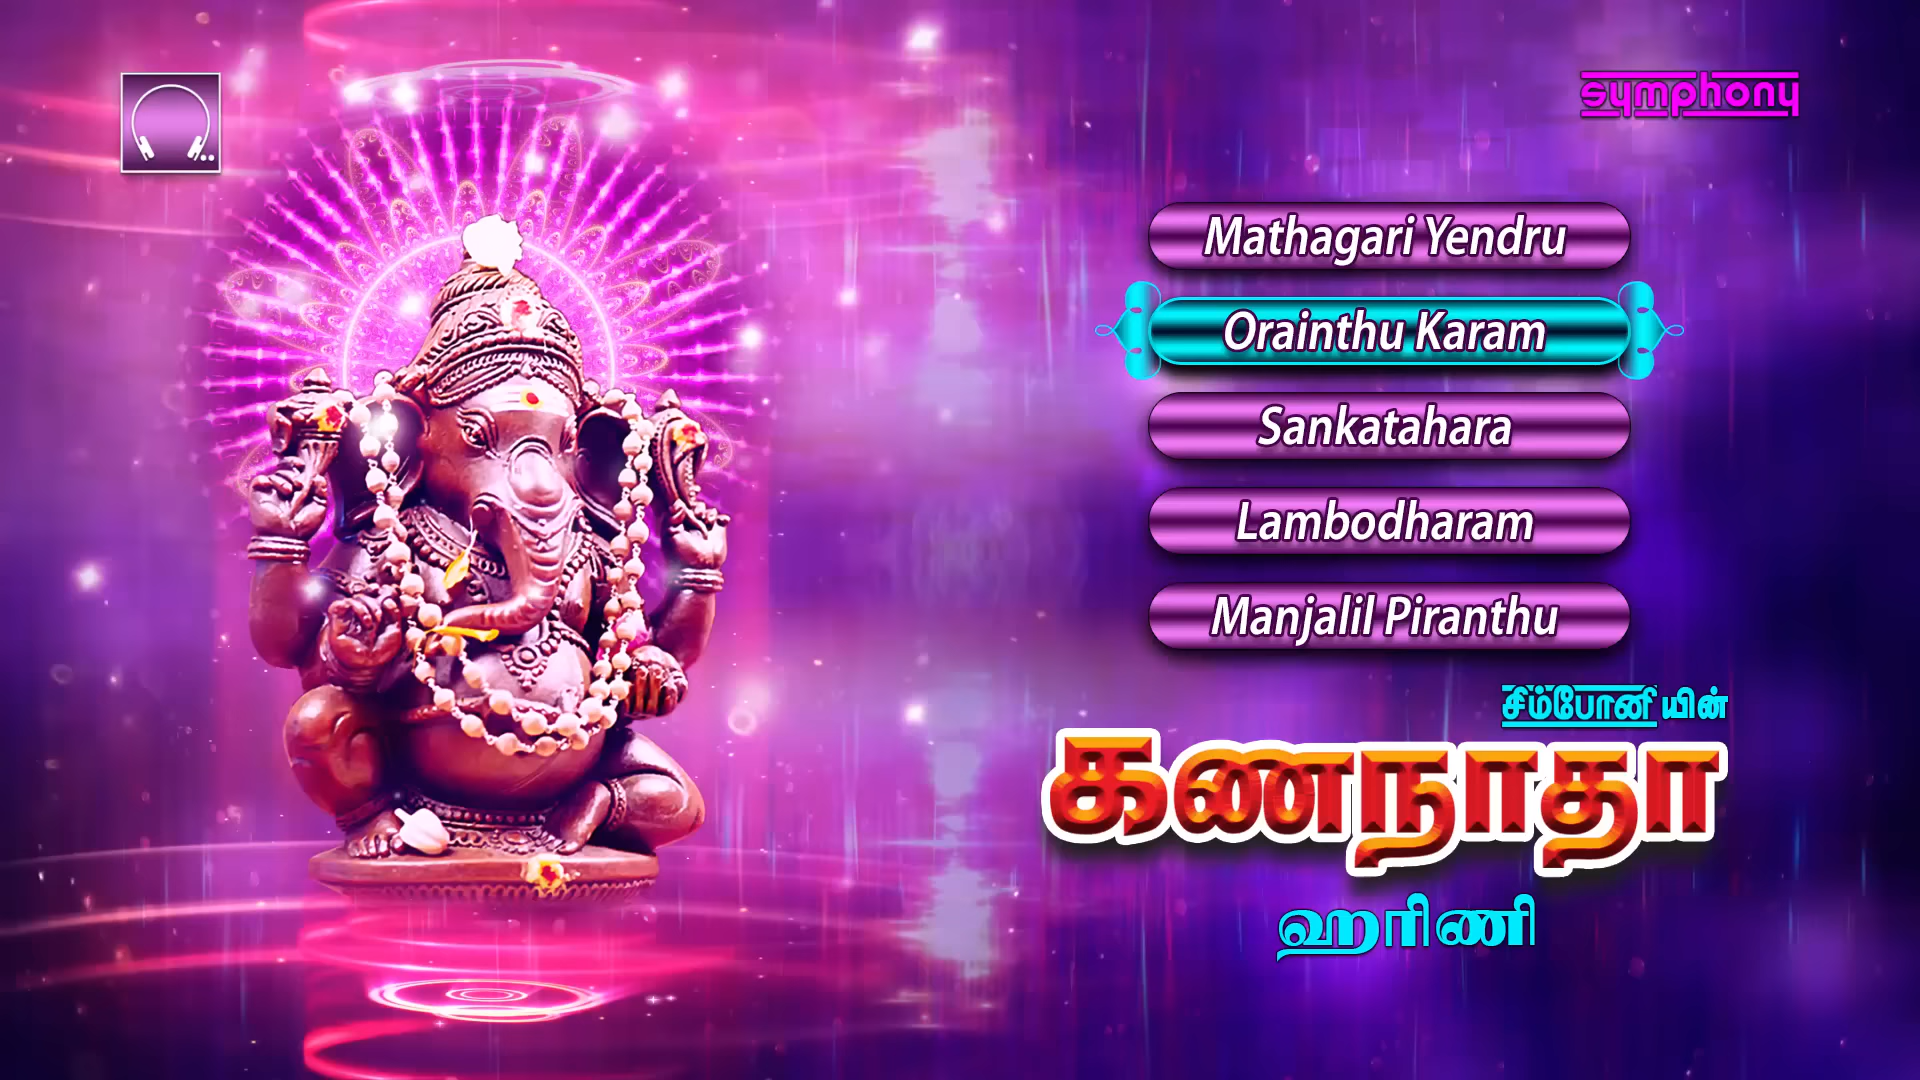 symphony
Mathagari Yendru
Orainthu Karam
Sankatahara
Lambodharam
Manjalil Piranthu
சிம்போனியின்
கணநாதா
ஹரிணி